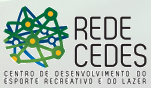 REDE
CEDES
CENTRO DE DESENVOLVIMENTO DO
ESPORTE RECREATIVO E DO LAZER